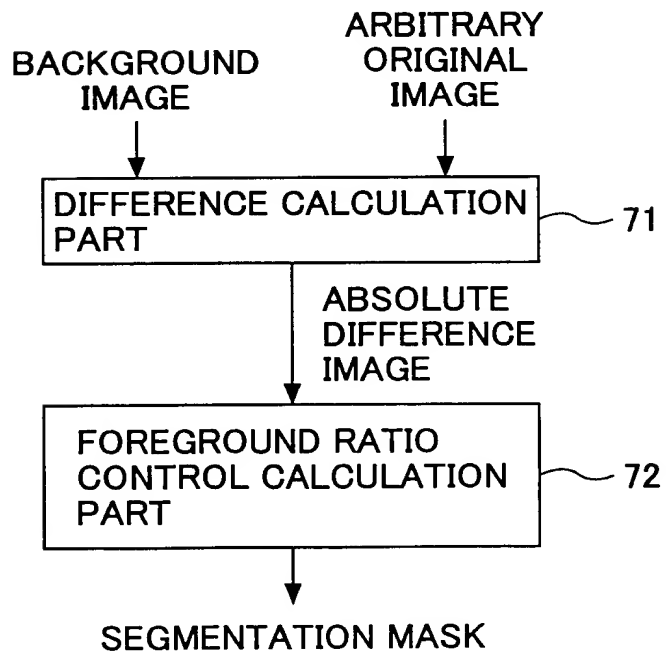 BACKGROUND
IMAGE
ARBITRARY
ORIGINAL
IMAGE
DIFFERENCE CALCULATION
PART
71
ABSOLUTE
DIFFERENCE
IMAGE
FOREGROUND RATIO
CONTROL CALCULATION
PART
72
SEGMENTATION MASK